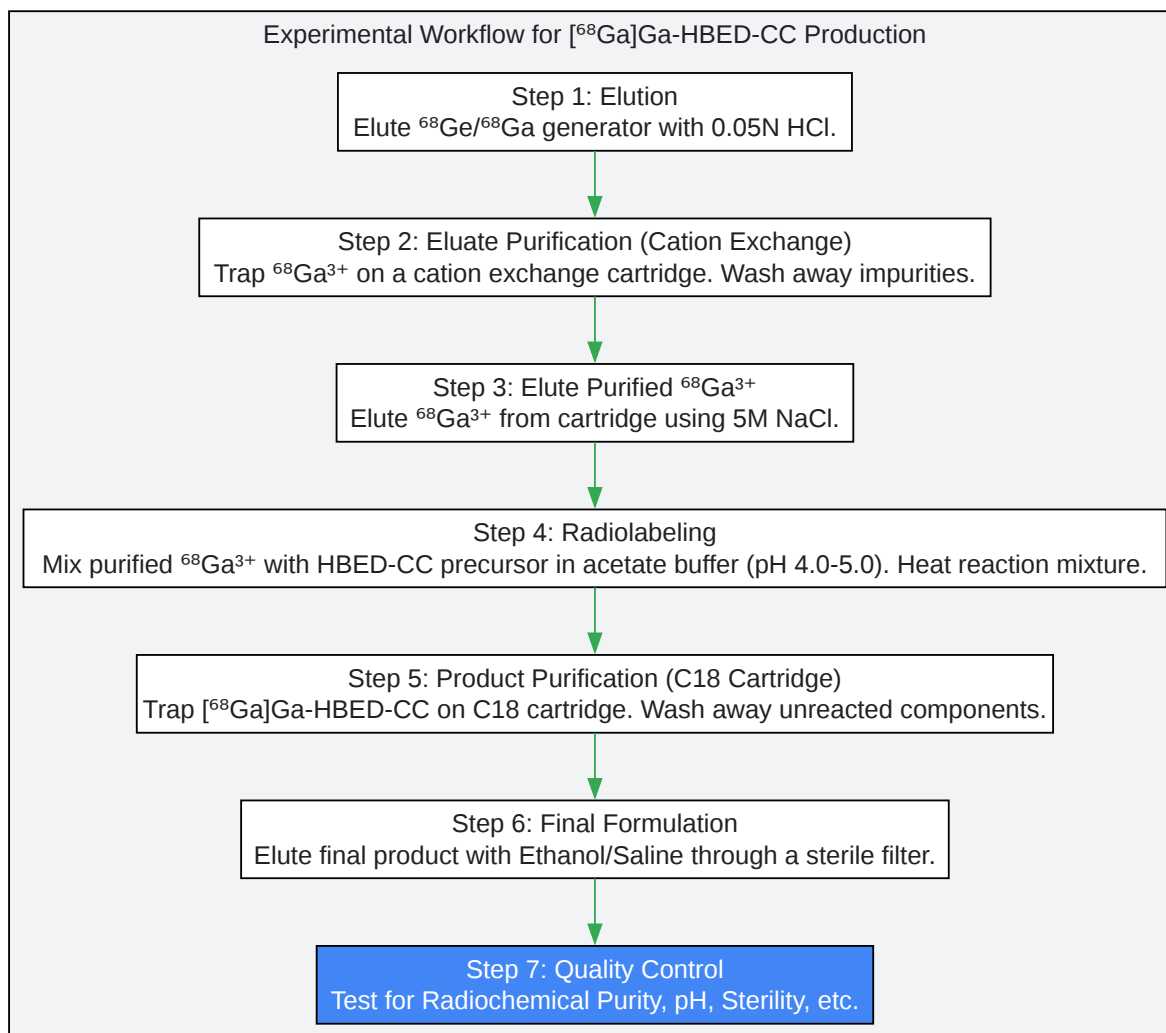 Experimental Workflow for [⁶⁸Ga]Ga-HBED-CC Production
Step 1: Elution
Elute ⁶⁸Ge/⁶⁸Ga generator with 0.05N HCl.
Step 2: Eluate Purification (Cation Exchange)
Trap ⁶⁸Ga³⁺ on a cation exchange cartridge. Wash away impurities.
Step 3: Elute Purified ⁶⁸Ga³⁺
Elute ⁶⁸Ga³⁺ from cartridge using 5M NaCl.
Step 4: Radiolabeling
Mix purified ⁶⁸Ga³⁺ with HBED-CC precursor in acetate buffer (pH 4.0-5.0). Heat reaction mixture.
Step 5: Product Purification (C18 Cartridge)
Trap [⁶⁸Ga]Ga-HBED-CC on C18 cartridge. Wash away unreacted components.
Step 6: Final Formulation
Elute final product with Ethanol/Saline through a sterile filter.
Step 7: Quality Control
Test for Radiochemical Purity, pH, Sterility, etc.